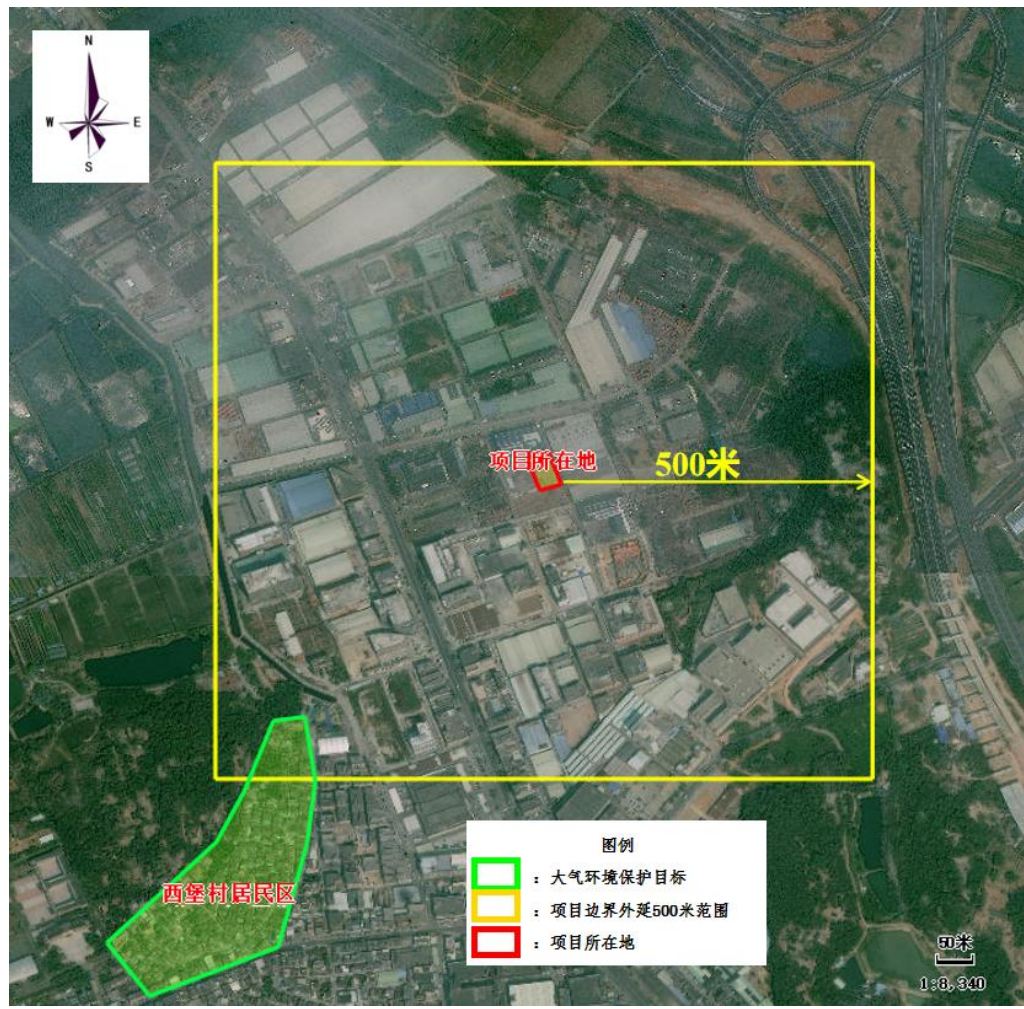 N
W
E
S
项目所在地
500米
西堡村居民区
图例
：大气环境保护目标
：项目边界外延500米范围
：项目所在地
50米
1:8,340